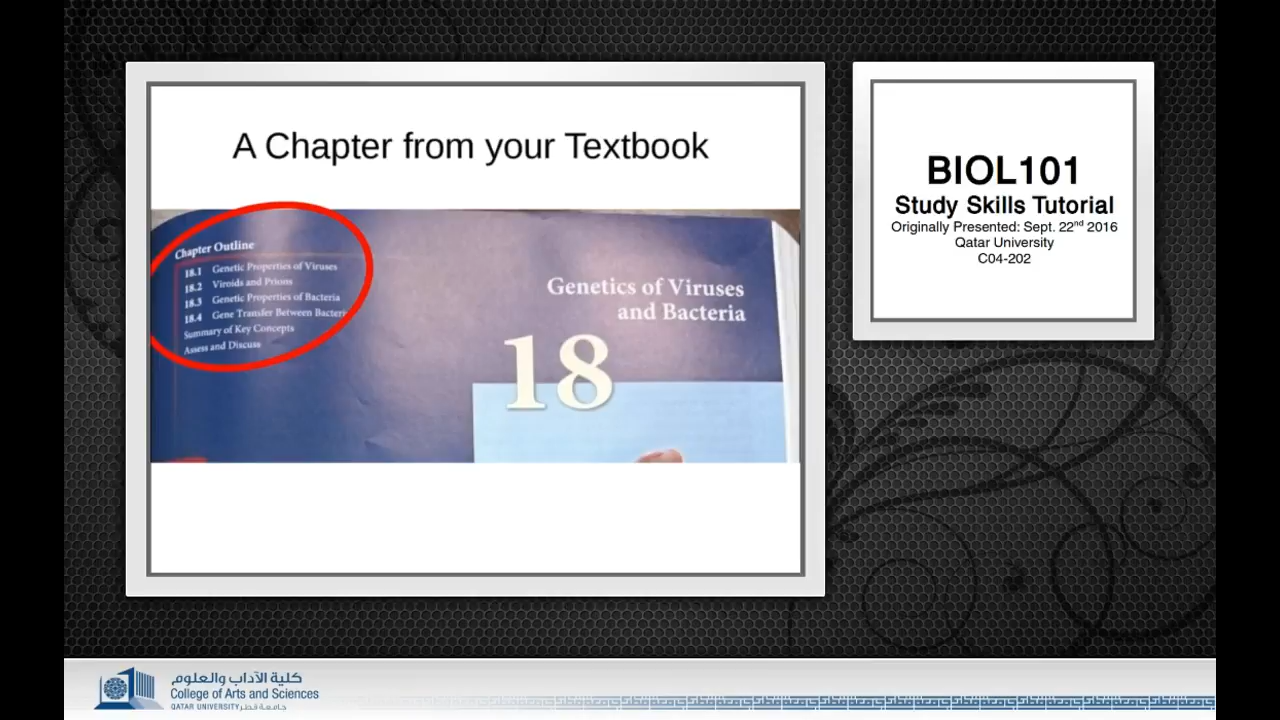 A Chapter from your Textbook
Chapter Outline
18.1 Genetic Properties of Viruses
18.2 Viroids and Prions
18.3 Genetic Properties of Bacteria
18.4 Gene Transfer Between Bacteri
Summary of Key Concepts
Assess and Discuss
Genetics of Viruses
and Bacteria
18
BIOL101
Study Skills Tutorial
Originally Presented: Sept. 22nd 2016
Qatar University
C04-202
كلية الآداب والعلوم
College of Arts and Sciences
QATAR UNIVERSITY جامعة قطر